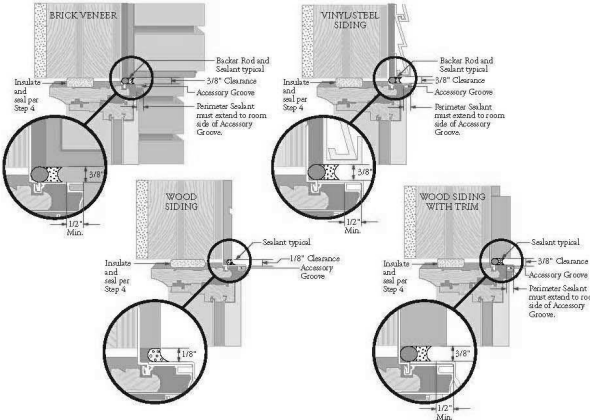 BRICK VENEER
Backer Rod and
Sealant typical
3/8" Clearance
Accessory Groove
Perimeter Sealant
must extend to room
side of Accessory
Groove.
Insulate
and
seal per
Step 4
3/8"
1/2"
Min.
VINYL/STEEL
SIDING
Backer Rod and
Sealant typical
3/8" Clearance
Accessory Groove
Perimeter Sealant
must extend to room
side of Accessory
Groove.
Insulate
and
seal per
Step 4
3/8"
1/2"
Min.
WOOD
SIDING
Sealant typical
1/8" Clearance
Accessory
Groove
Insulate
and
seal per
Step 4
1/8"
WOOD SIDING
WITH TRIM
Sealant typical
3/8" Clearance
Accessory Groove
Perimeter Sealant
must extend to roo
side of Accessory
Groove.
Insulate
and
seal per
Step 4
3/8"
1/2"
Min.